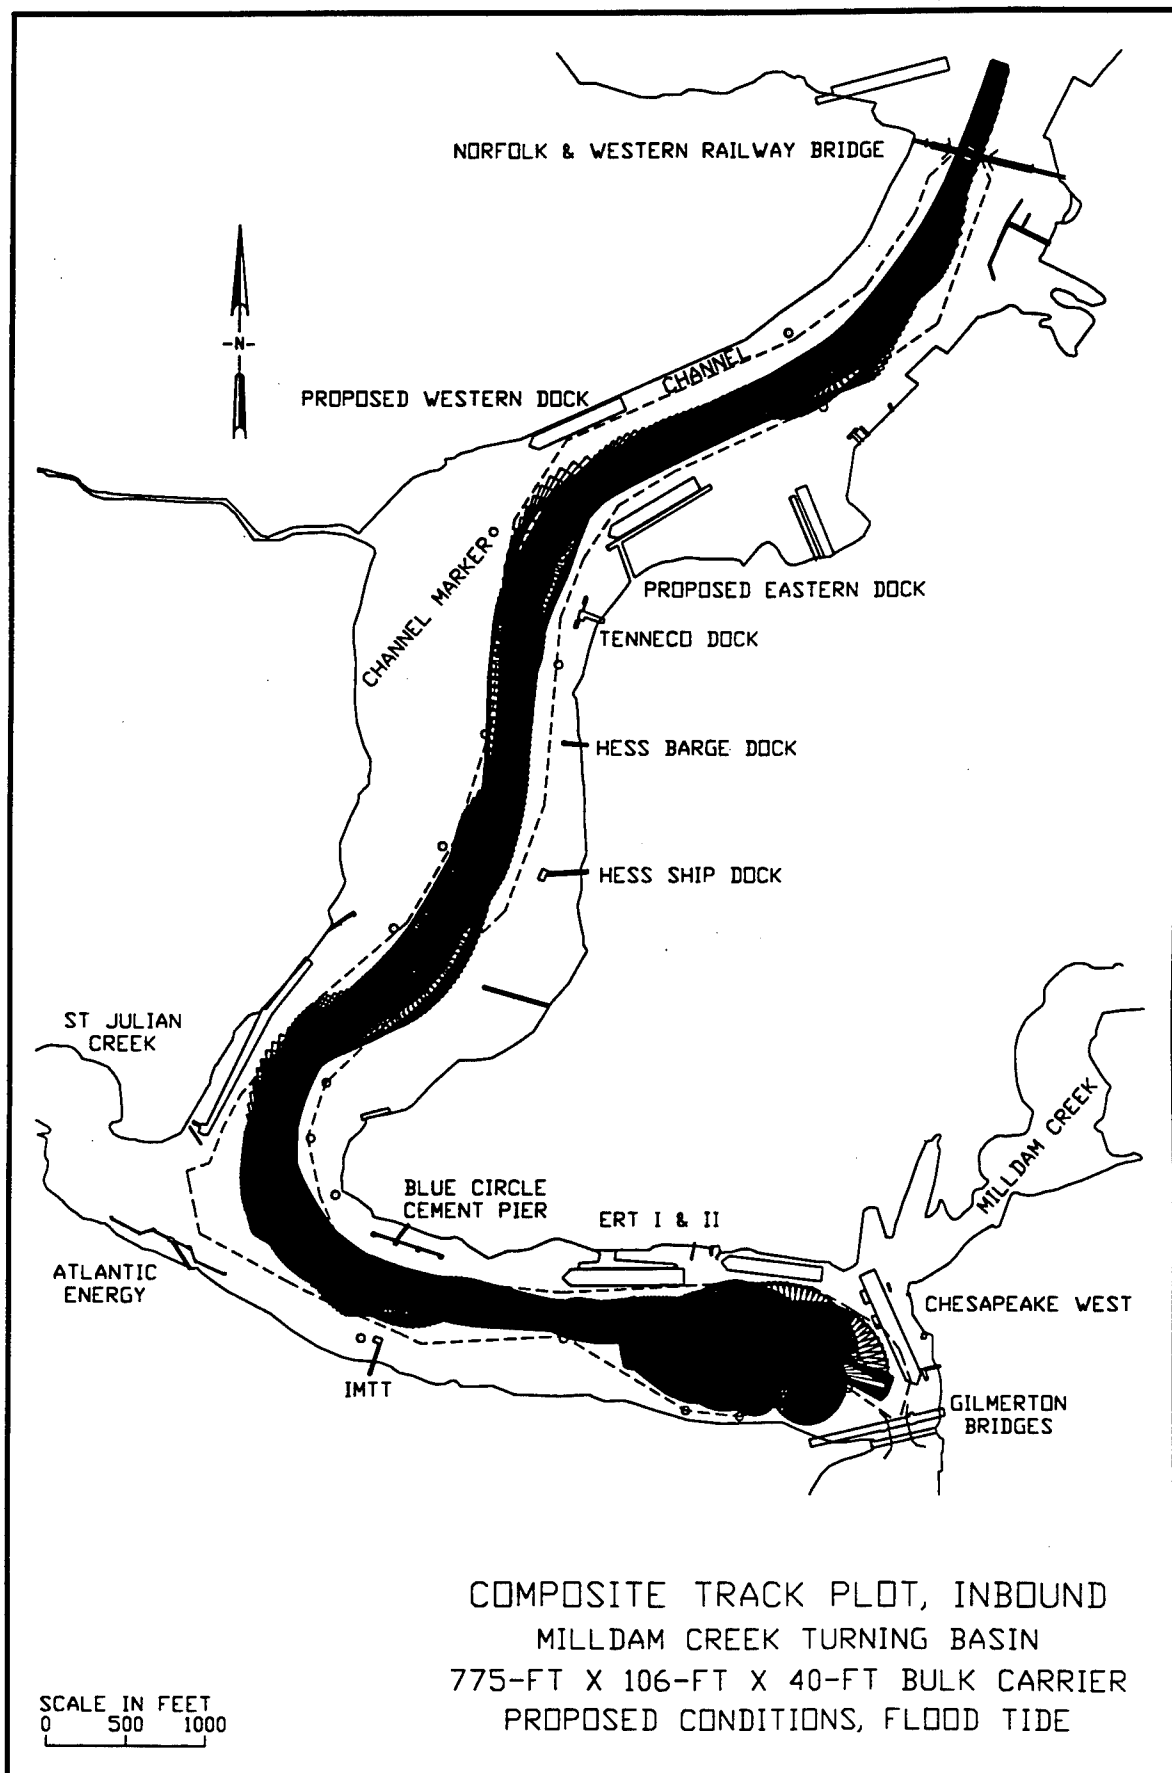 NORFOLK & WESTERN RAILWAY BRIDGE
-N-
CHANNEL
PROPOSED WESTERN DOCK
CHANNEL MARKER
PROPOSED EASTERN DOCK
TENNECO DOCK
HESS BARGE DOCK
HESS SHIP DOCK
ST JULIAN
CREEK
MILLDAM CREEK
BLUE CIRCLE
CEMENT PIER
ERT I & II
ATLANTIC
ENERGY
CHESAPEAKE WEST
IMTT
GILMERTON
BRIDGES
COMPOSITE TRACK PLOT, INBOUND
MILLDAM CREEK TURNING BASIN
775-FT X 106-FT X 40-FT BULK CARRIER
PROPOSED CONDITIONS, FLOOD TIDE
SCALE IN FEET
0 500 1000